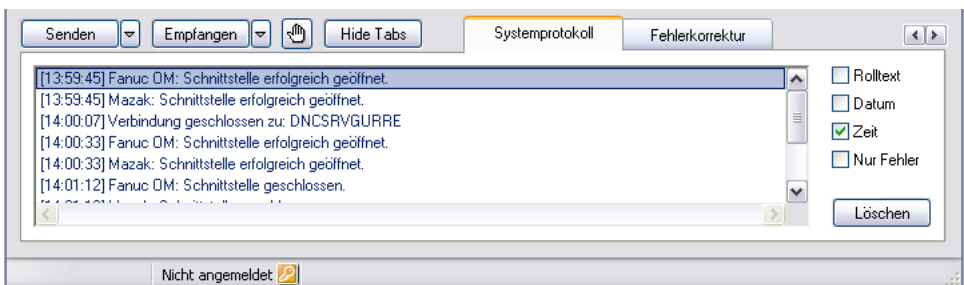 Senden Empfangen Hide Tabs Systemprotokoll Fehlerkorrektur
[13:59:45] Fanuc OM: Schnittstelle erfolgreich geöffnet.
[13:59:45] Mazak: Schnittstelle erfolgreich geöffnet.
[14:00:07] Verbindung geschlossen zu: DNCSRVGURRE
[14:00:33] Fanuc OM: Schnittstelle erfolgreich geöffnet.
[14:00:33] Mazak: Schnittstelle erfolgreich geöffnet.
[14:01:12] Fanuc OM: Schnittstelle geschlossen.
Rolltext
Datum
Zeit
Nur Fehler
Löschen
Nicht angemeldet